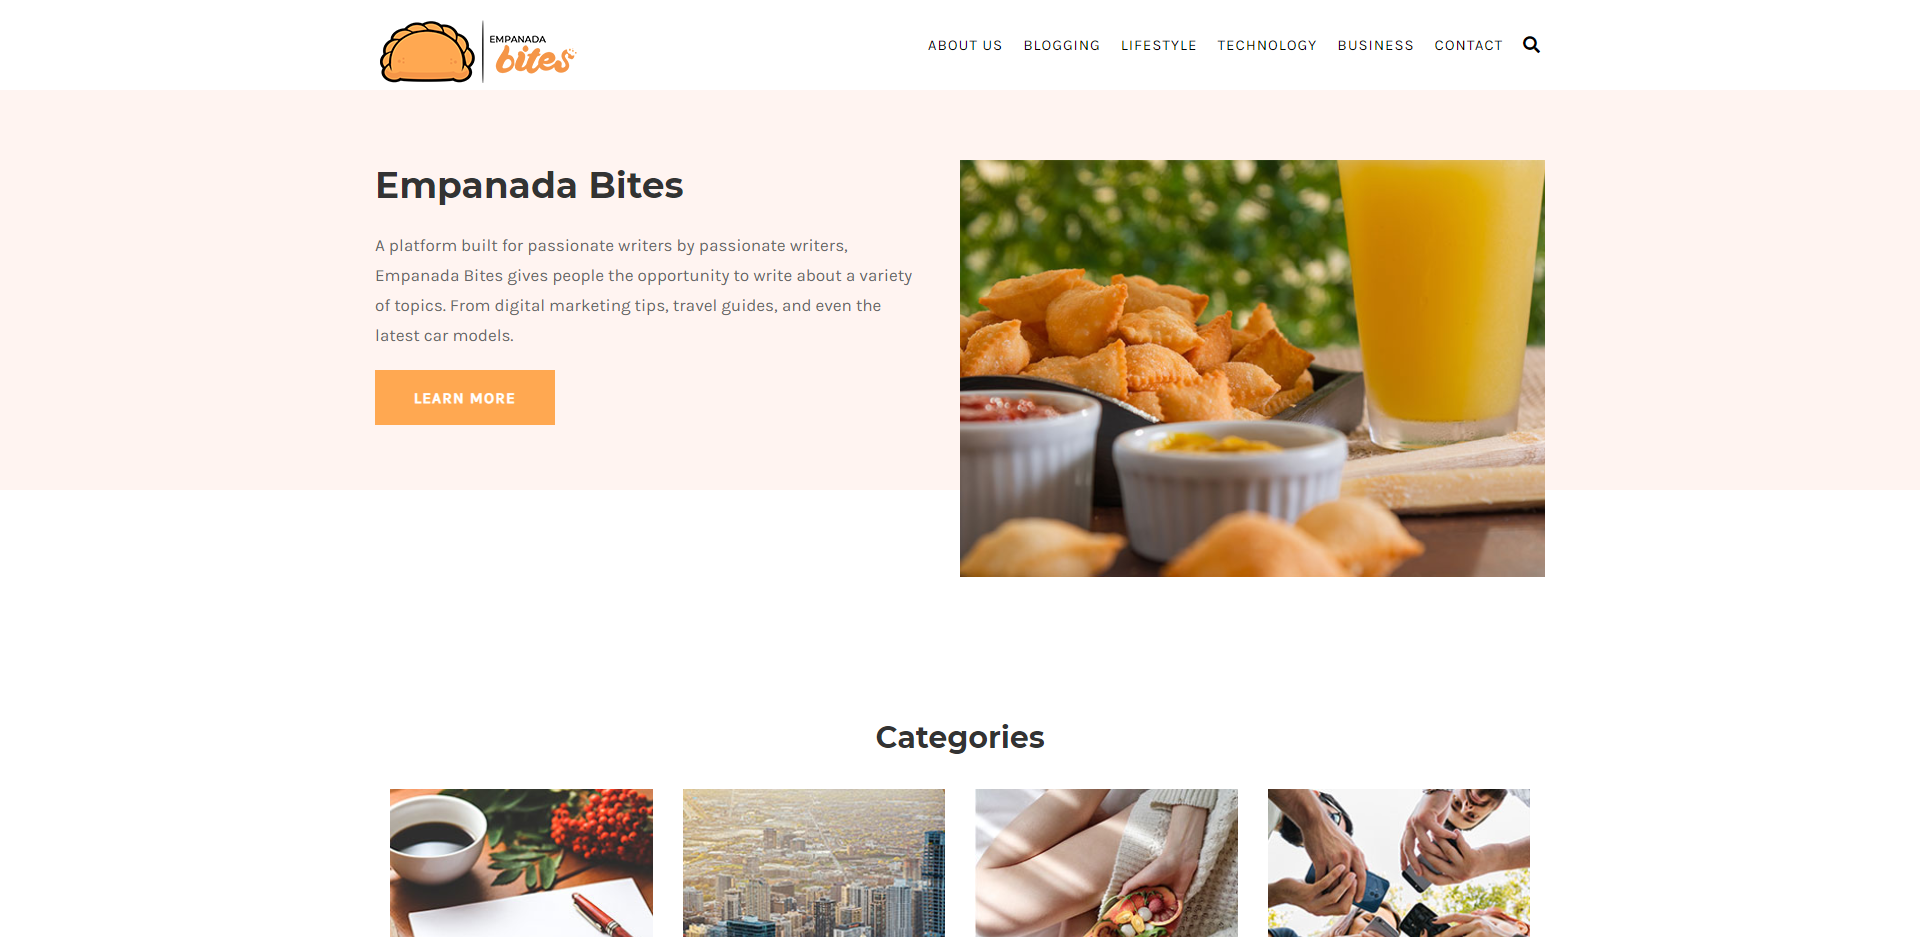 EMPANADA
bites
ABOUT US BLOGGING LIFESTYLE TECHNOLOGY BUSINESS CONTACT
Empanada Bites
A platform built for passionate writers by passionate writers,
Empanada Bites gives people the opportunity to write about a variety
of topics. From digital marketing tips, travel guides, and even the
latest car models.
LEARN MORE
Categories